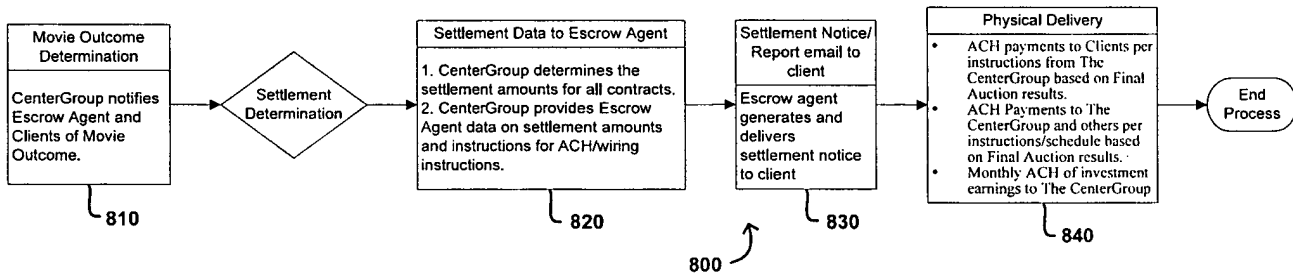 Movie Outcome
Determination
CenterGroup notifies
Escrow Agent and
Clients of Movie
Outcome.
810
Settlement
Determination
Settlement Data to Escrow Agent
1. CenterGroup determines the
settlement amounts for all contracts.
2. CenterGroup provides Escrow
Agent data on settlement amounts
and instructions for ACH/wiring
instructions.
820
Settlement Notice/
Report email to
client
Escrow agent
generates and
delivers
settlement notice
to client
830
800
Physical Delivery
• ACH payments to Clients per
instructions from The
CenterGroup based on Final
Auction results.
• ACH Payments to The
CenterGroup and others per
instructions/schedule based
on Final Auction results.
• Monthly ACH of investment
earnings to The CenterGroup
840
End
Process